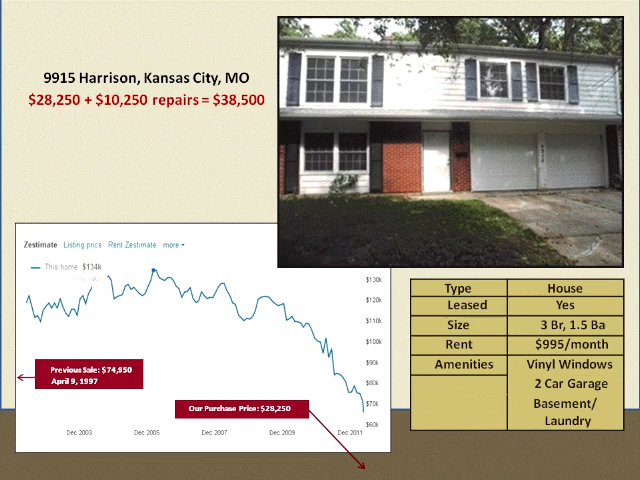 9915 Harrison, Kansas City, MO
$28,250 + $10,250 repairs = $38,500
Zestimate Listing price Rent Zestimate more
This home $134k
$130k
$120k
$110k
$100k
$90k
$80k
$70k
$60k
Previous Sale: $74,950
April 9, 1997
Our Purchase Price: $28,250
Dec 2003 Dec 2005 Dec 2007 Dec 2009 Dec 2011
Type House
Leased Yes
Size 3 Br, 1.5 Ba
Rent $995/month
Amenities Vinyl Windows
2 Car Garage
Basement/
Laundry